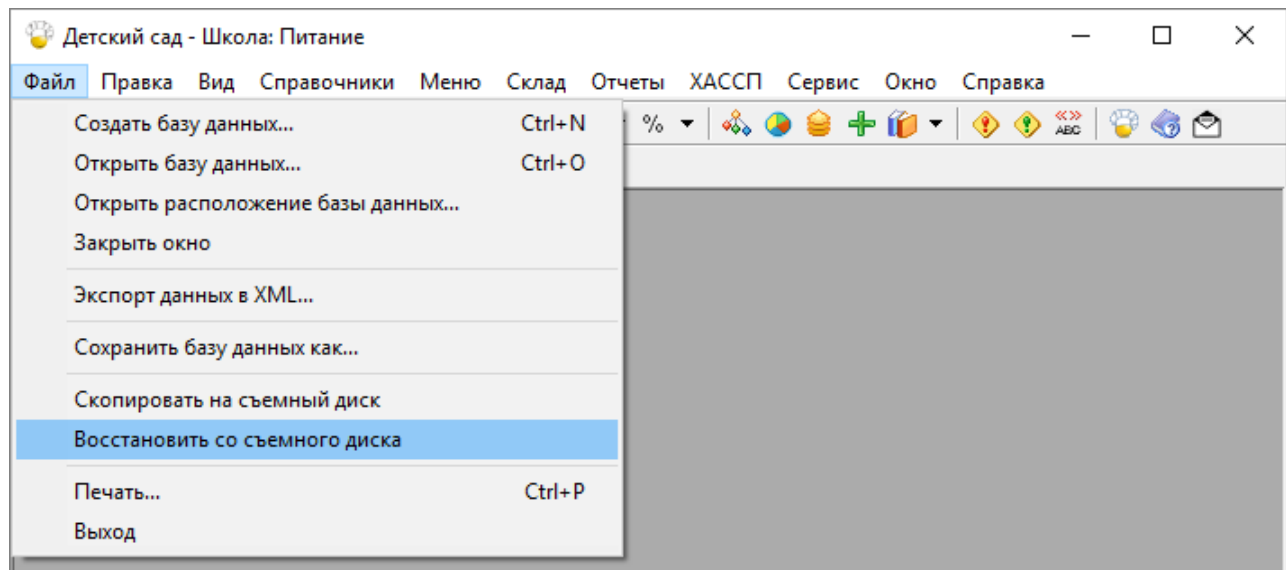 Детский сад - Школа: Питание
Файл Правка Вид Справочники Меню Склад Отчеты ХАССП Сервис Окно Справка
Создать базу данных... Ctrl+N
% ABC
Открыть базу данных... Ctrl+O
Открыть расположение базы данных...
Закрыть окно
Экспорт данных в XML...
Сохранить базу данных как...
Скопировать на съемный диск
Восстановить со съемного диска
Печать... Ctrl+P
Выход